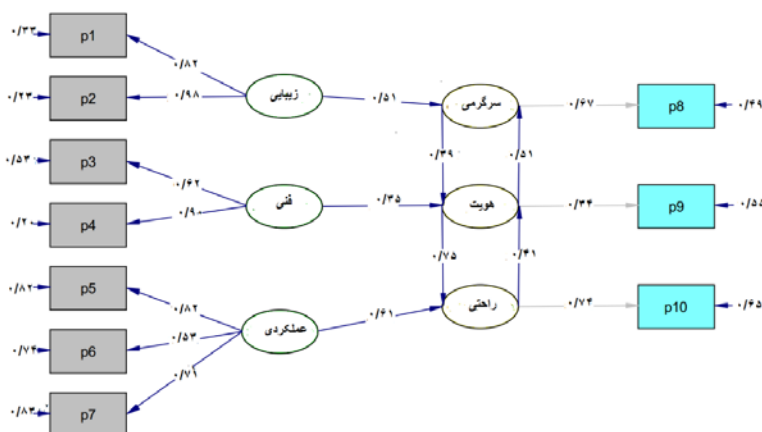 ۰/۳۳ p1
۰/۸۲
۰/۲۳ p2 ۰/۹۸ زیبایی ۰/۵۱ سرگرمی ۰/۶۷ p8 ۰/۴۹
۰/۵۳ p3 ۰/۳۹ ۰/۵۱
۰/۶۲
۰/۲۰ p4 ۰/۹۰ فنی ۰/۳۵ هویت ۰/۳۴ p9 ۰/۵۵
۰/۷۵ ۰/۴۱
۰/۸۲ p5 ۰/۸۲
عملکردی ۰/۶۱ راحتی ۰/۷۴ p10 ۰/۶۵
۰/۷۴ p6 ۰/۵۳
۰/۷۱
۰/۸۳ p7